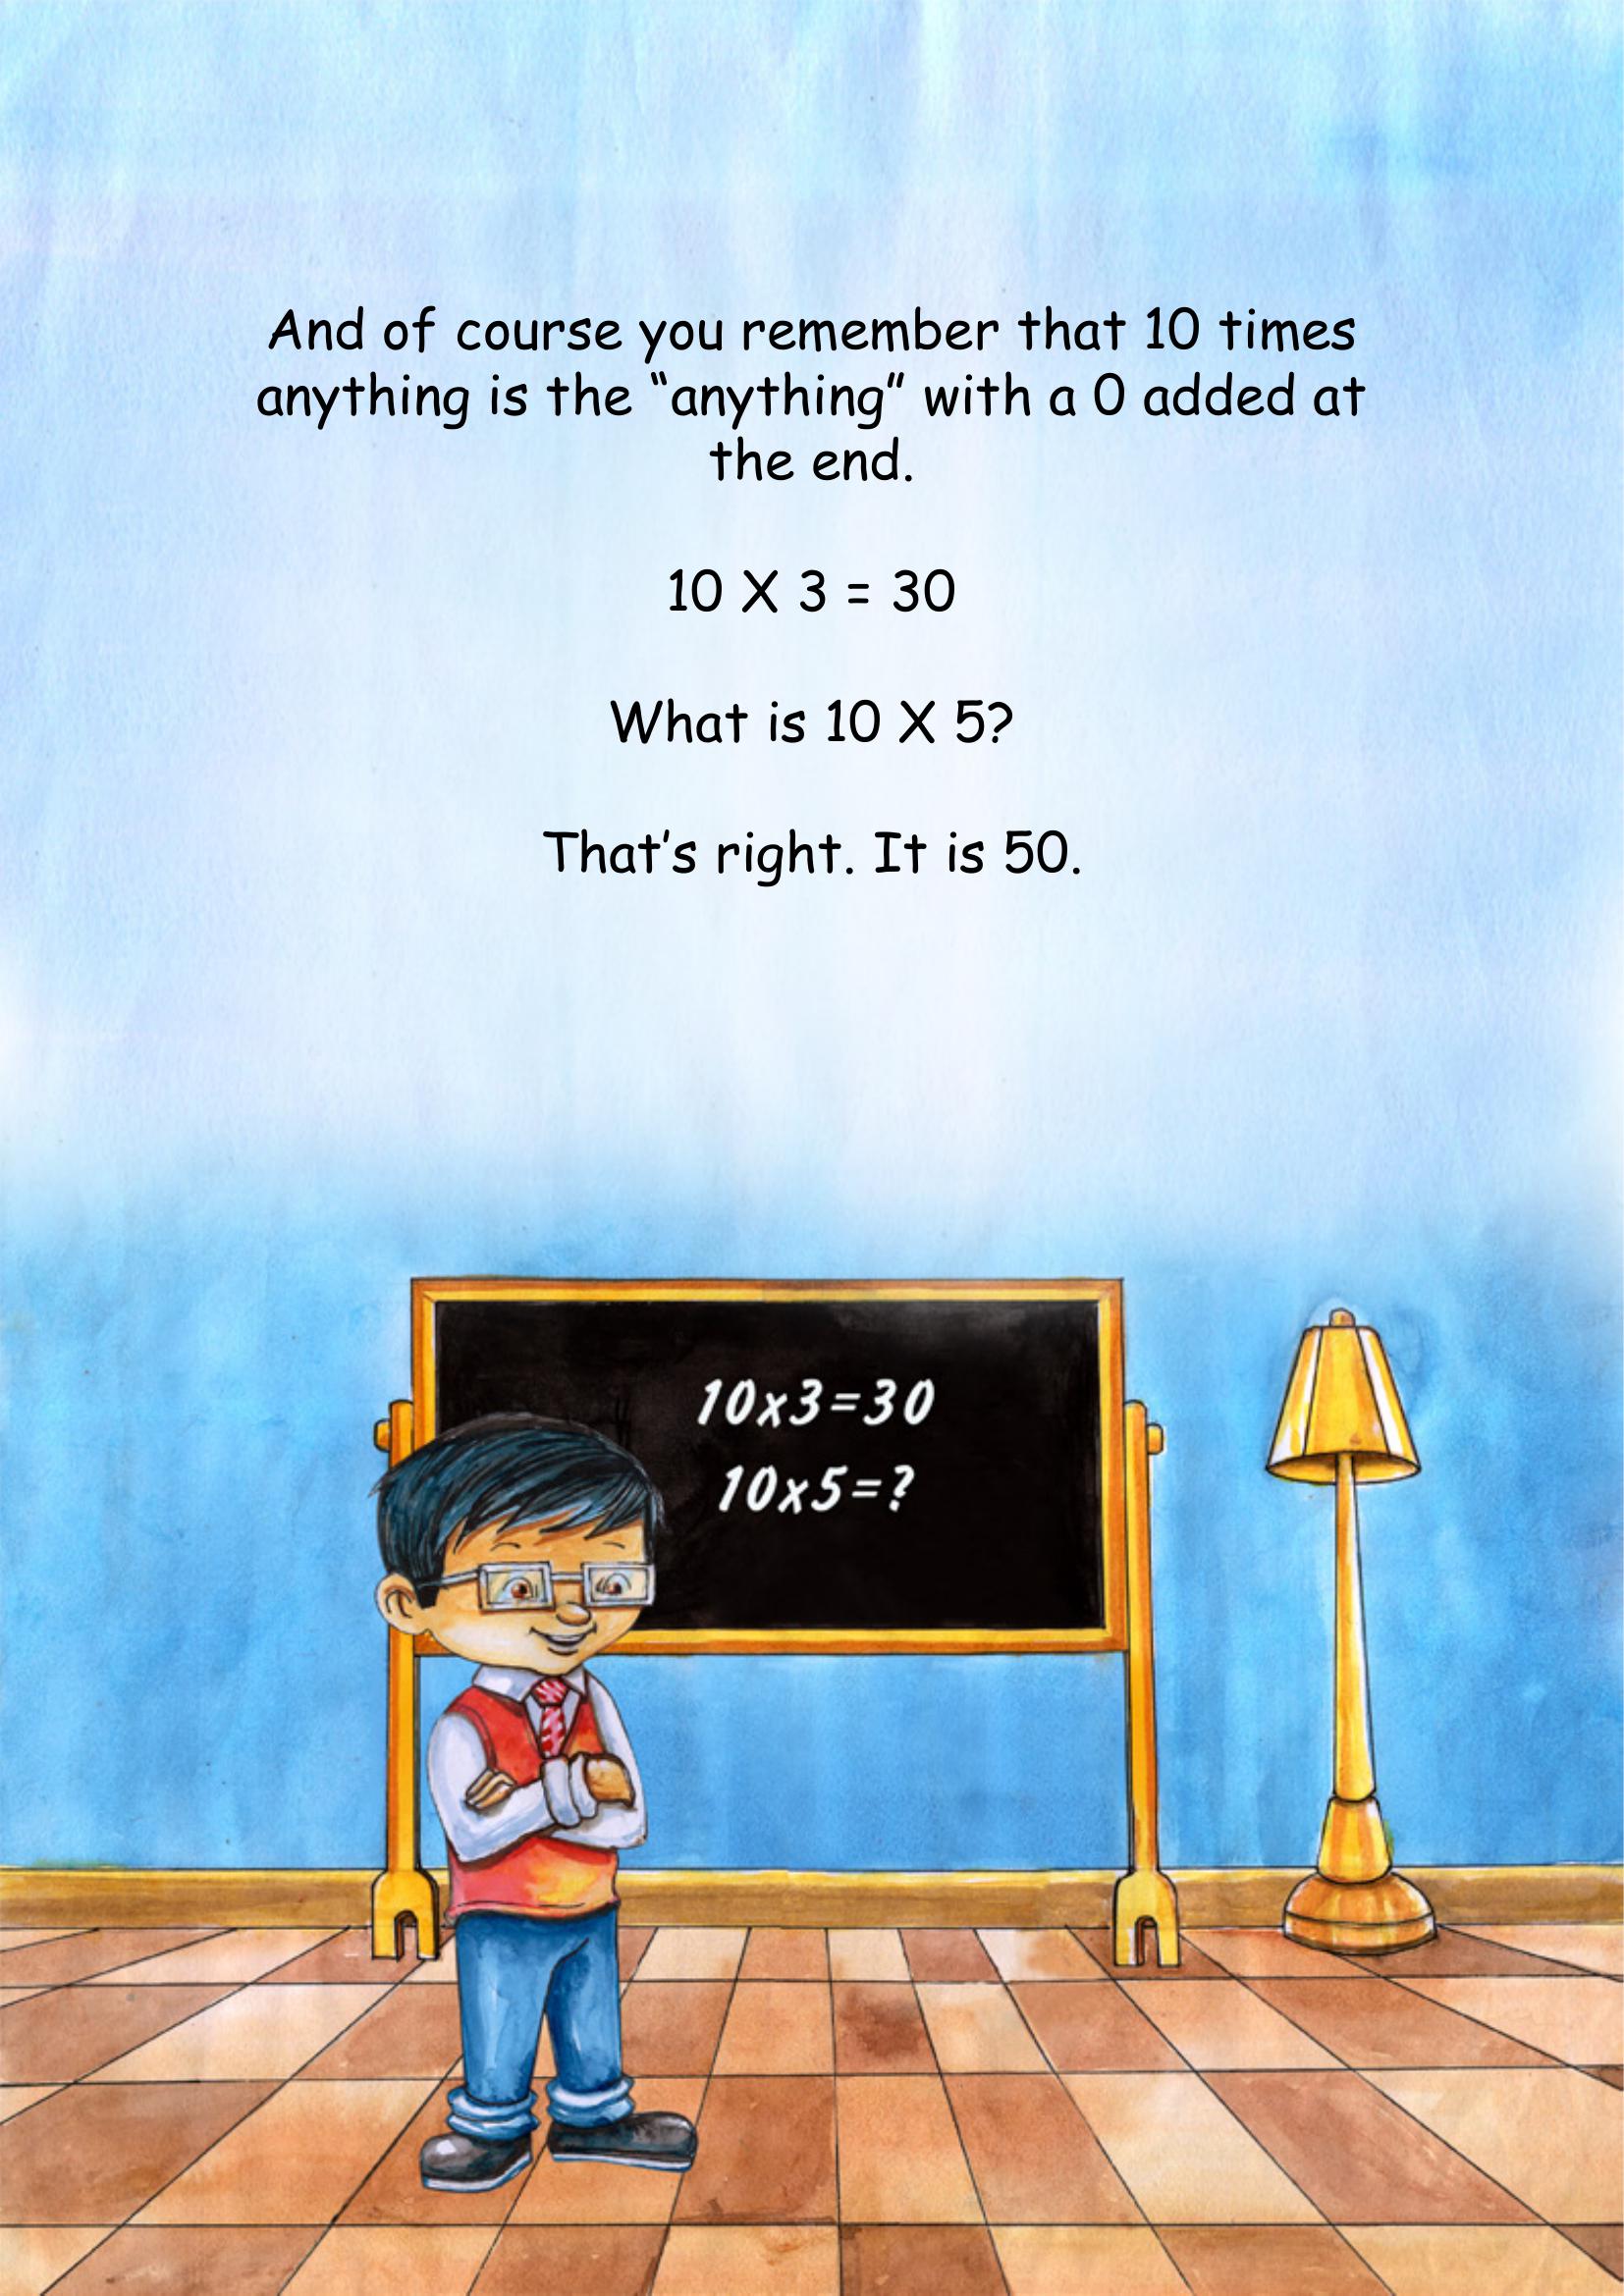 And of course you remember that 10 times
anything is the “anything” with a 0 added at
the end.
10 X 3 = 30
What is 10 X 5?
That’s right. It is 50.
10x3=30
10x5=?